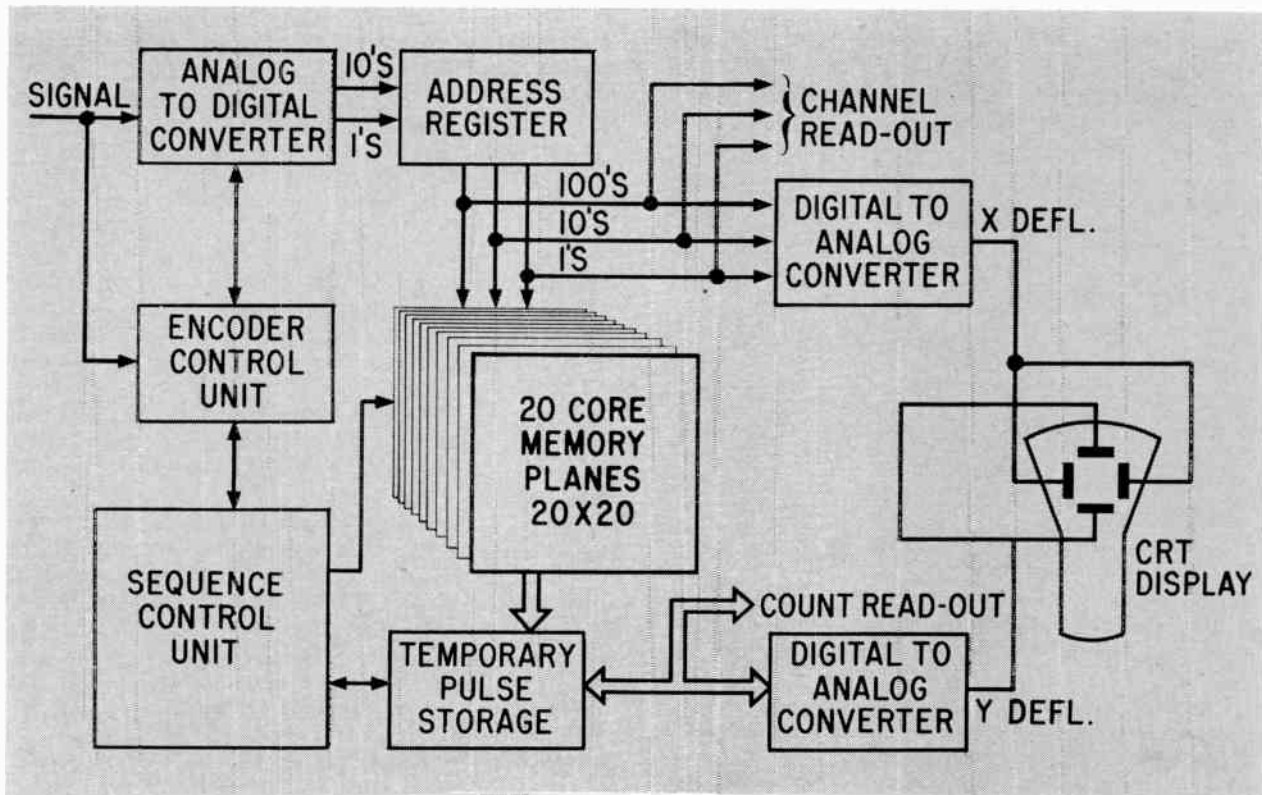 SIGNAL
ANALOG
TO DIGITAL
CONVERTER
10'S
1'S
ADDRESS
REGISTER
CHANNEL
READ-OUT
100'S
10'S
1'S
DIGITAL TO
ANALOG
CONVERTER
X DEFL.
ENCODER
CONTROL
UNIT
20 CORE
MEMORY
PLANES
20X20
SEQUENCE
CONTROL
UNIT
CRT
DISPLAY
COUNT READ-OUT
TEMPORARY
PULSE
STORAGE
DIGITAL TO
ANALOG
CONVERTER
Y DEFL.